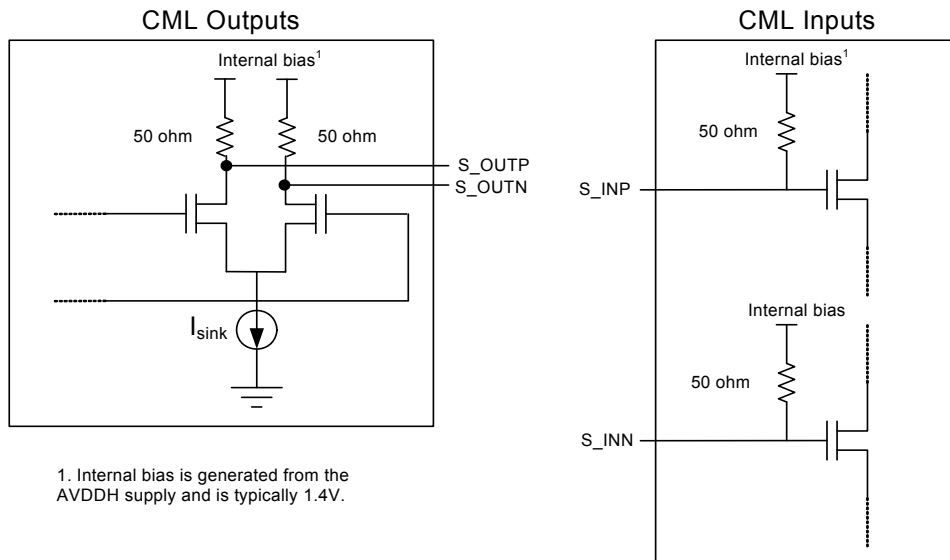 CML Outputs
Internal bias¹
50 ohm 50 ohm
S_OUTP
S_OUTN
Isink
1. Internal bias is generated from the
AVDDH supply and is typically 1.4V.
CML Inputs
Internal bias¹
50 ohm
S_INP
Internal bias
50 ohm
S_INN